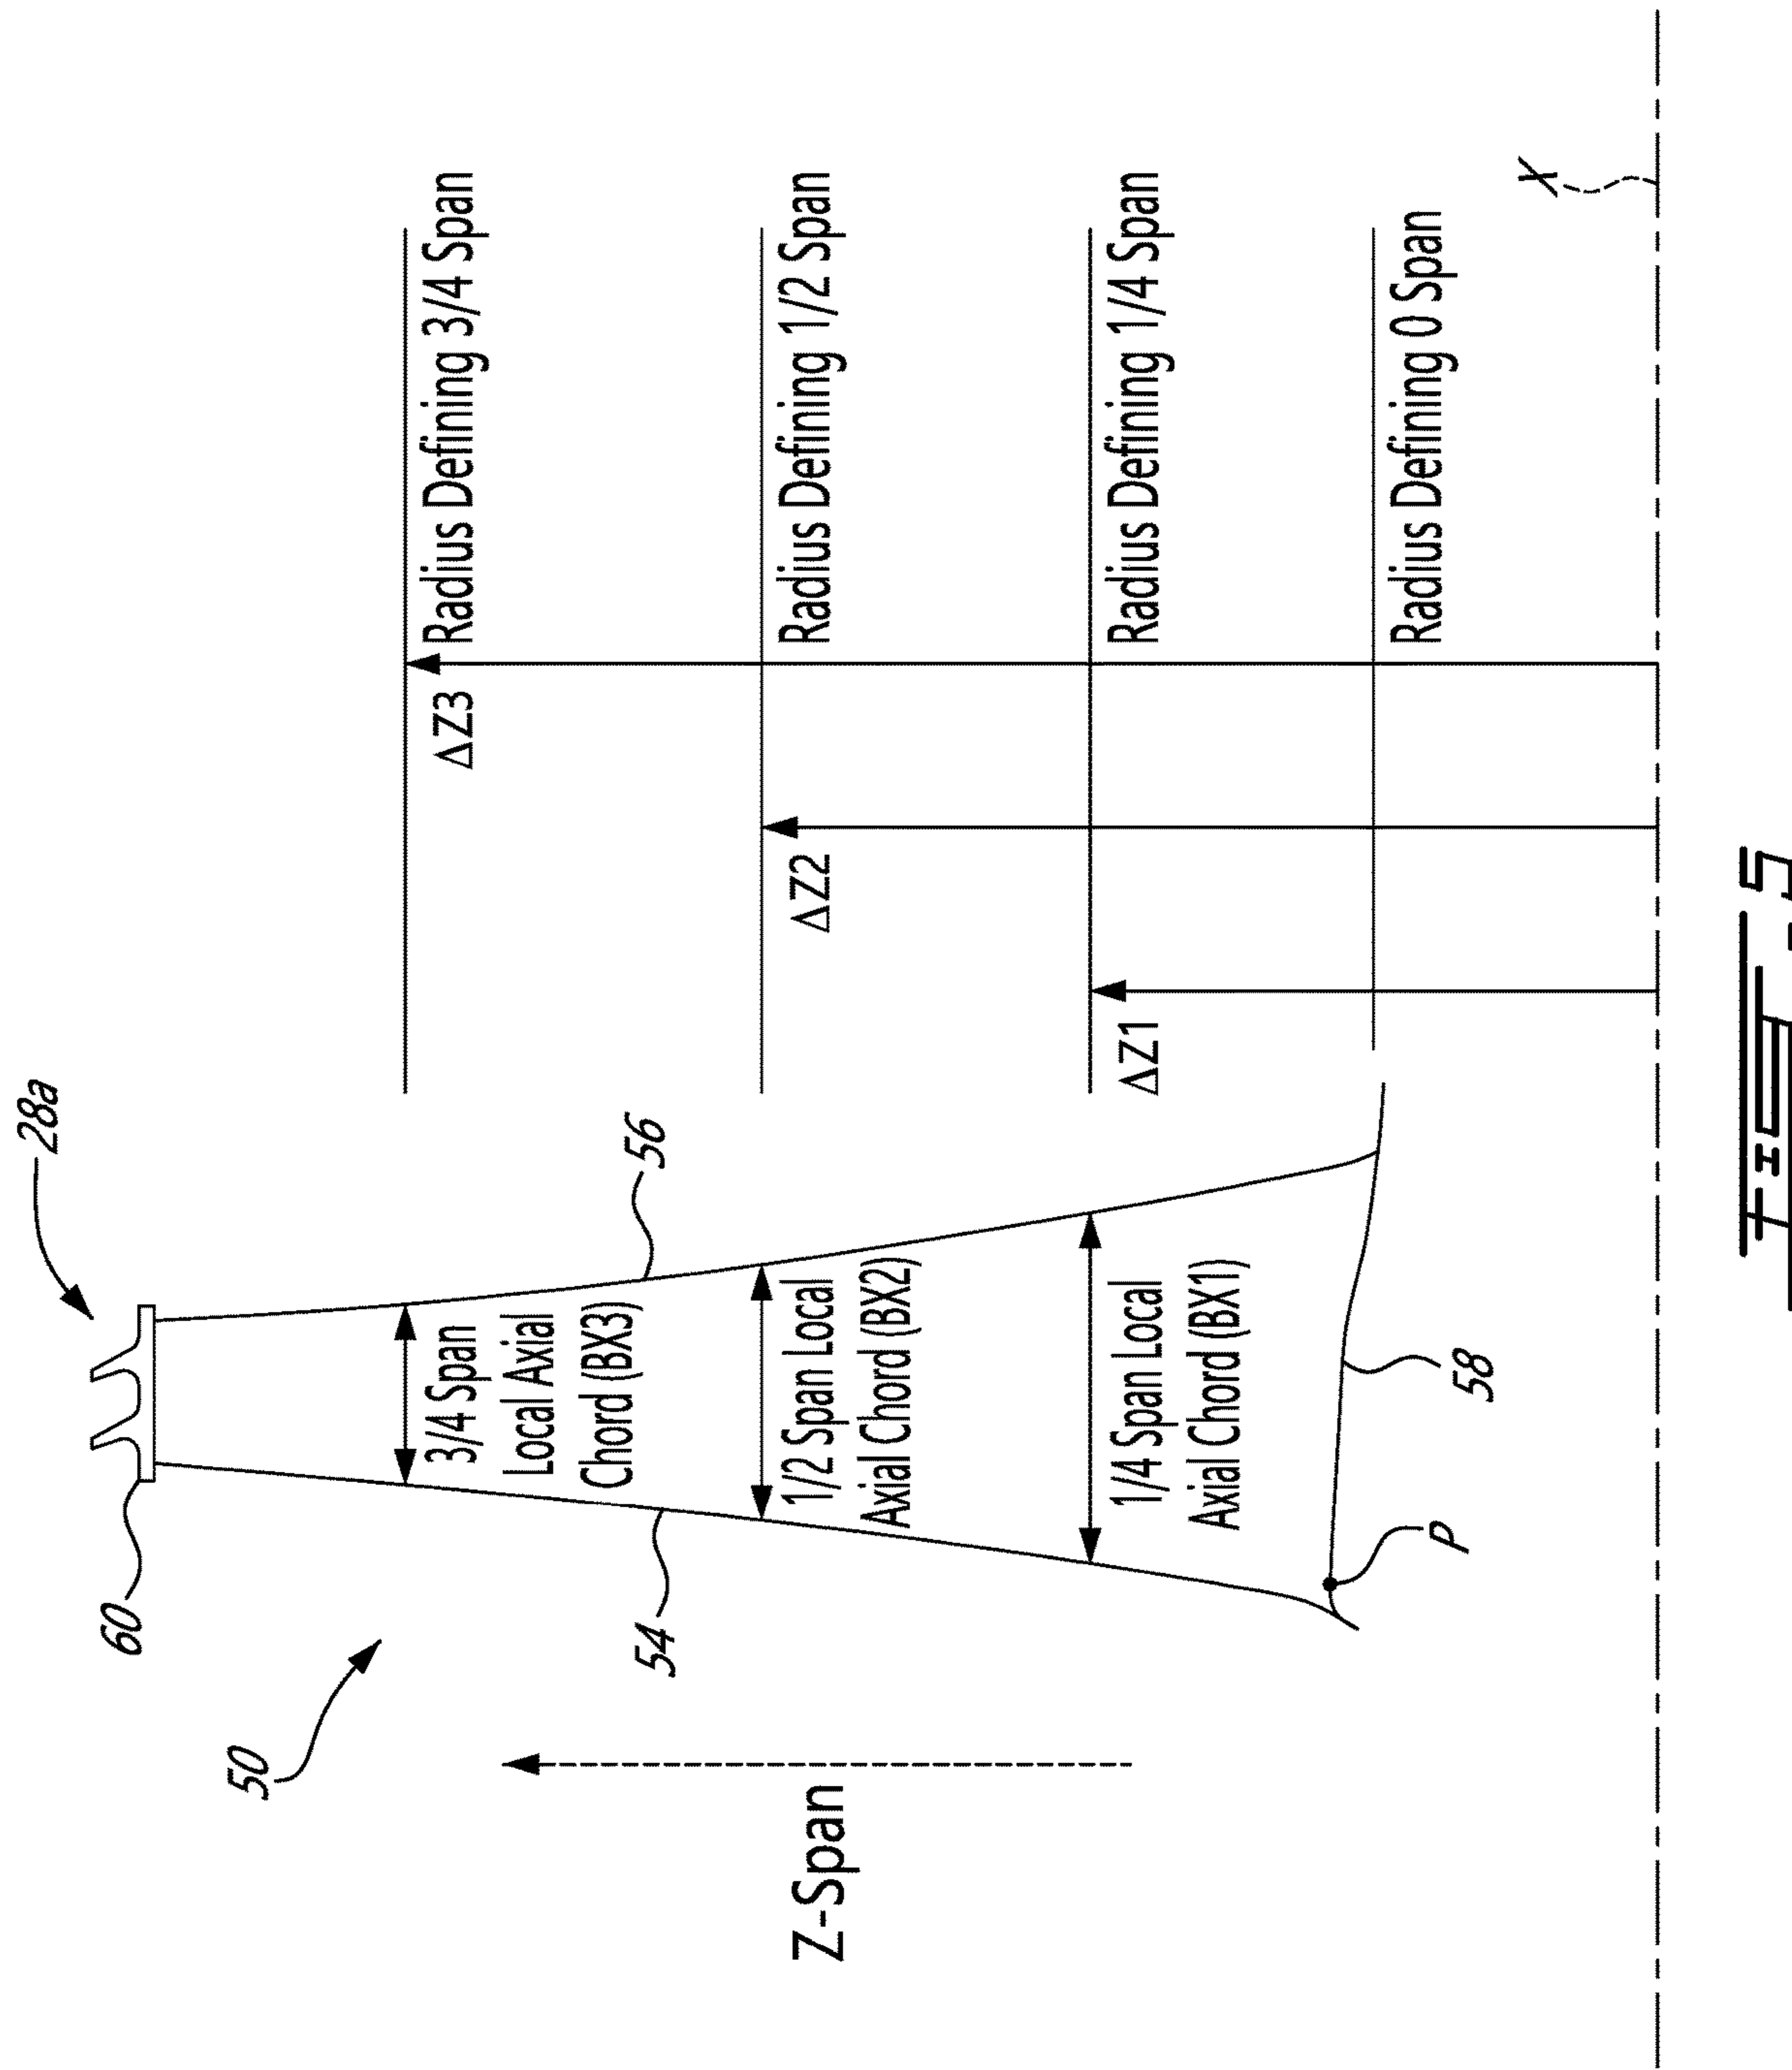 28a
60
50
56
54
3/4 Span
Local Axial
Chord (BX3)
1/2 Span Local
Axial Chord (BX2)
1/4 Span Local
Axial Chord (BX1)
Z-Span
P
58
ΔZ3
Radius Defining 3/4 Span
ΔZ2
Radius Defining 1/2 Span
ΔZ1
Radius Defining 1/4 Span
Radius Defining 0 Span
X
FIG. 5